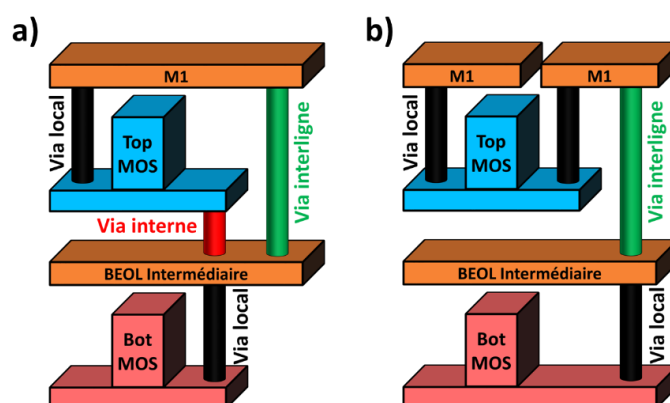 a)
M1
Via local
Top
MOS
Via interligne
Via interne
BEOL Intermédiaire
Via local
Bot
MOS
b)
M1
M1
Via local
Top
MOS
Via interligne
BEOL Intermédiaire
Via local
Bot
MOS